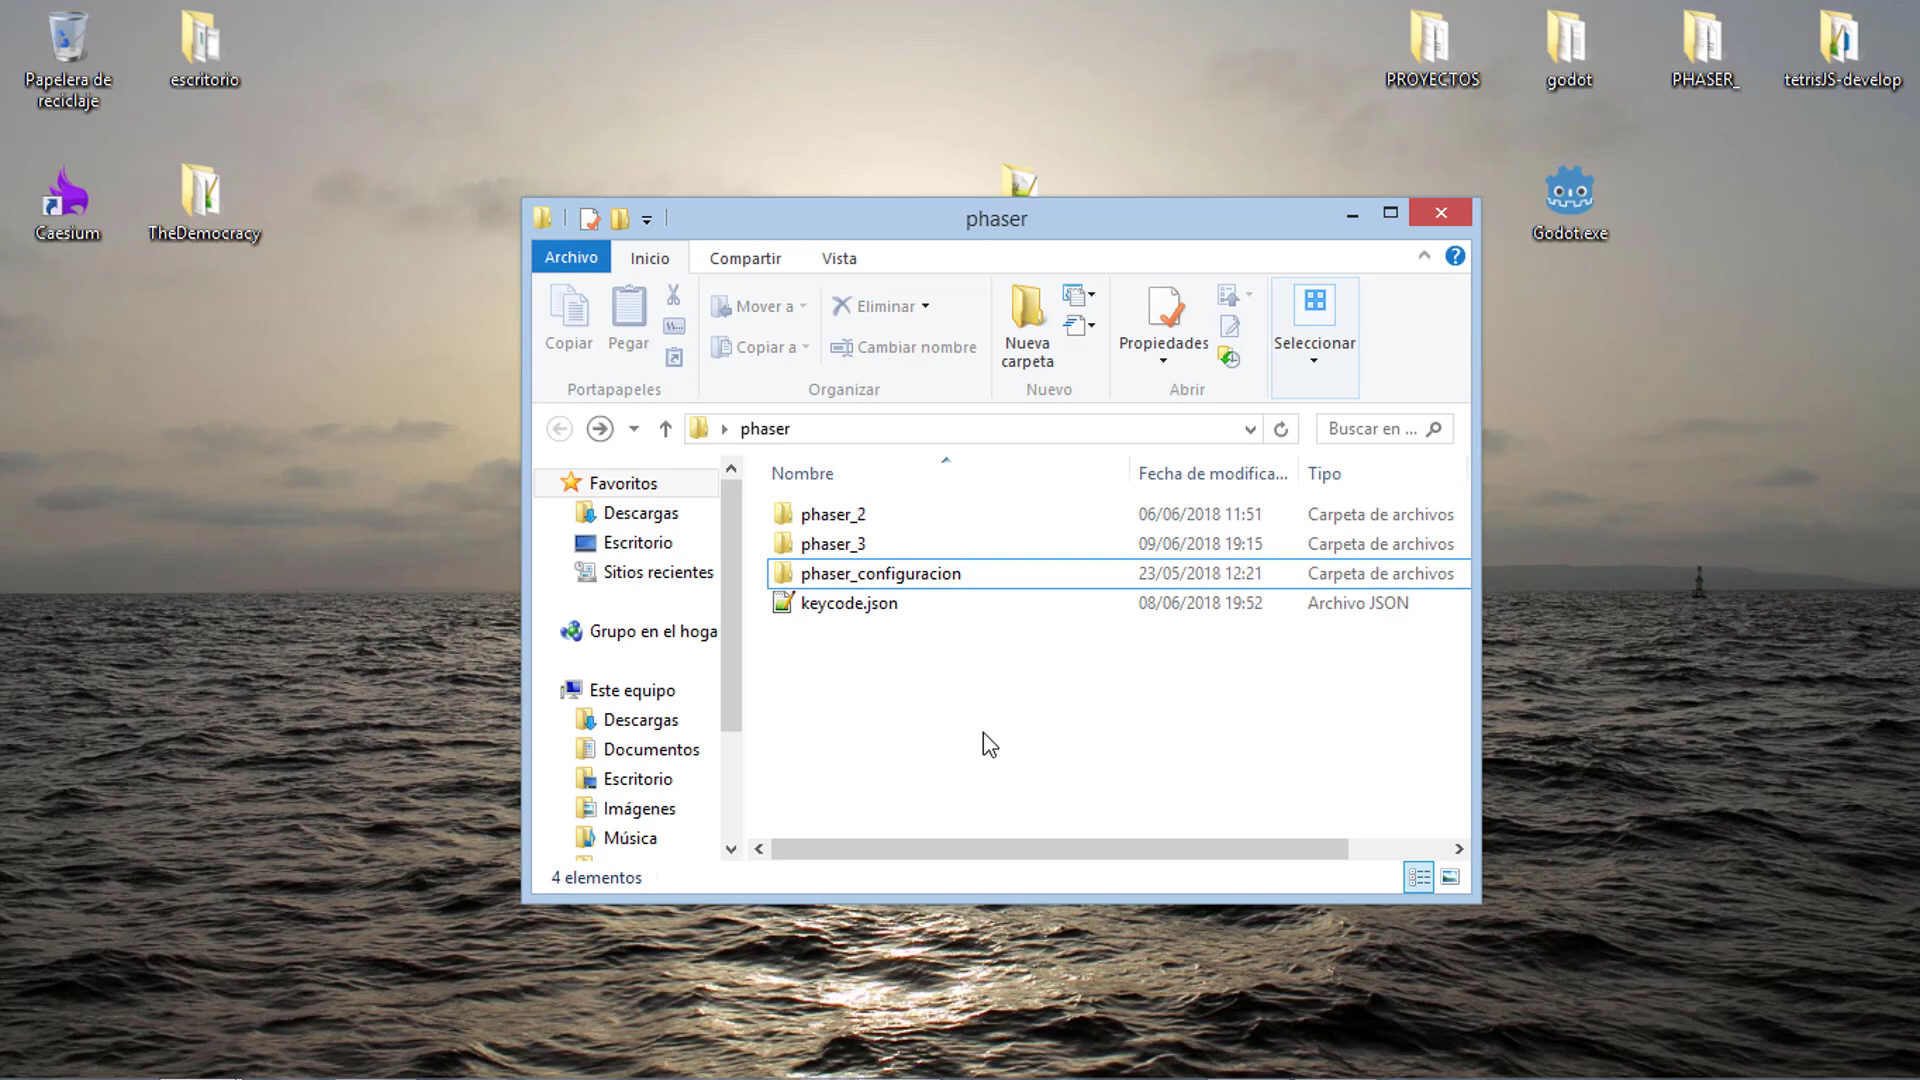 Papelera de
reciclaje
escritorio
PROYECTOS
godot
PHASER_
tetrisJS-develop
Caesium
TheDemocracy
Godot.exe
phaser
Archivo
Inicio
Compartir
Vista
Copiar
Pegar
Mover a
Copiar a
Eliminar
Cambiar nombre
Nueva
carpeta
Propiedades
Seleccionar
Portapapeles
Organizar
Nuevo
Abrir
phaser
Buscar en ...
Favoritos
Descargas
Escritorio
Sitios recientes
Grupo en el hoga
Este equipo
Descargas
Documentos
Escritorio
Imágenes
Música
Nombre
Fecha de modifica...
Tipo
phaser_2
06/06/2018 11:51
Carpeta de archivos
phaser_3
09/06/2018 19:15
Carpeta de archivos
phaser_configuracion
23/05/2018 12:21
Carpeta de archivos
keycode.json
08/06/2018 19:52
Archivo JSON
4 elementos